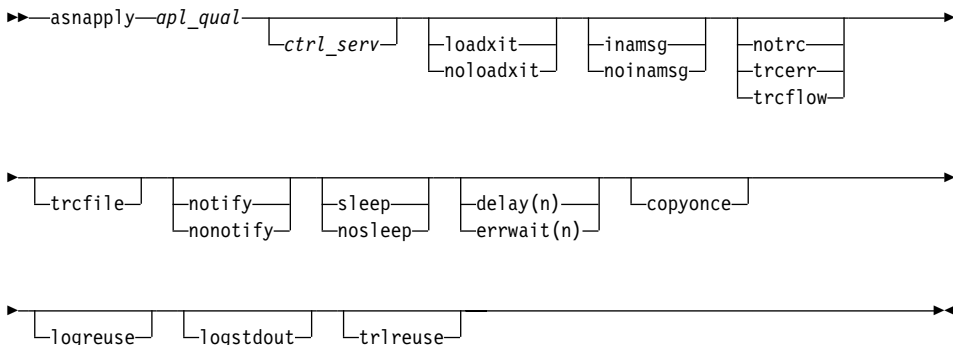 asnapply apl_qual
ctrl_serv loadxit inamsg notrc
noloadxit noinamsg trcerr
trcflow
trcfile notify sleep delay(n) copyonce
nonotify nosleep errwait(n)
logreuse logstdout trlreuse